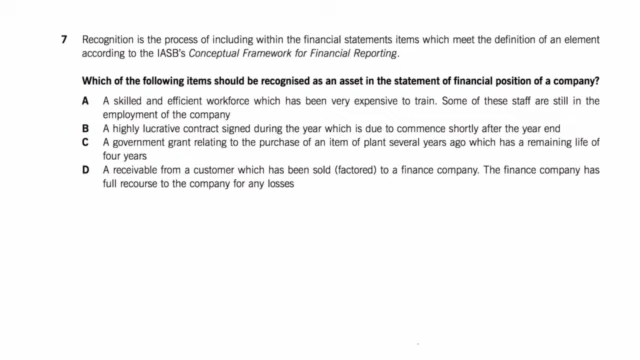 7 Recognition is the process of including within the financial statements items which meet the definition of an element
according to the IASB's Conceptual Framework for Financial Reporting.
Which of the following items should be recognised as an asset in the statement of financial position of a company?
A A skilled and efficient workforce which has been very expensive to train. Some of these staff are still in the
employment of the company
B A highly lucrative contract signed during the year which is due to commence shortly after the year end
C A government grant relating to the purchase of an item of plant several years ago which has a remaining life of
four years
D A receivable from a customer which has been sold (factored) to a finance company. The finance company has
full recourse to the company for any losses